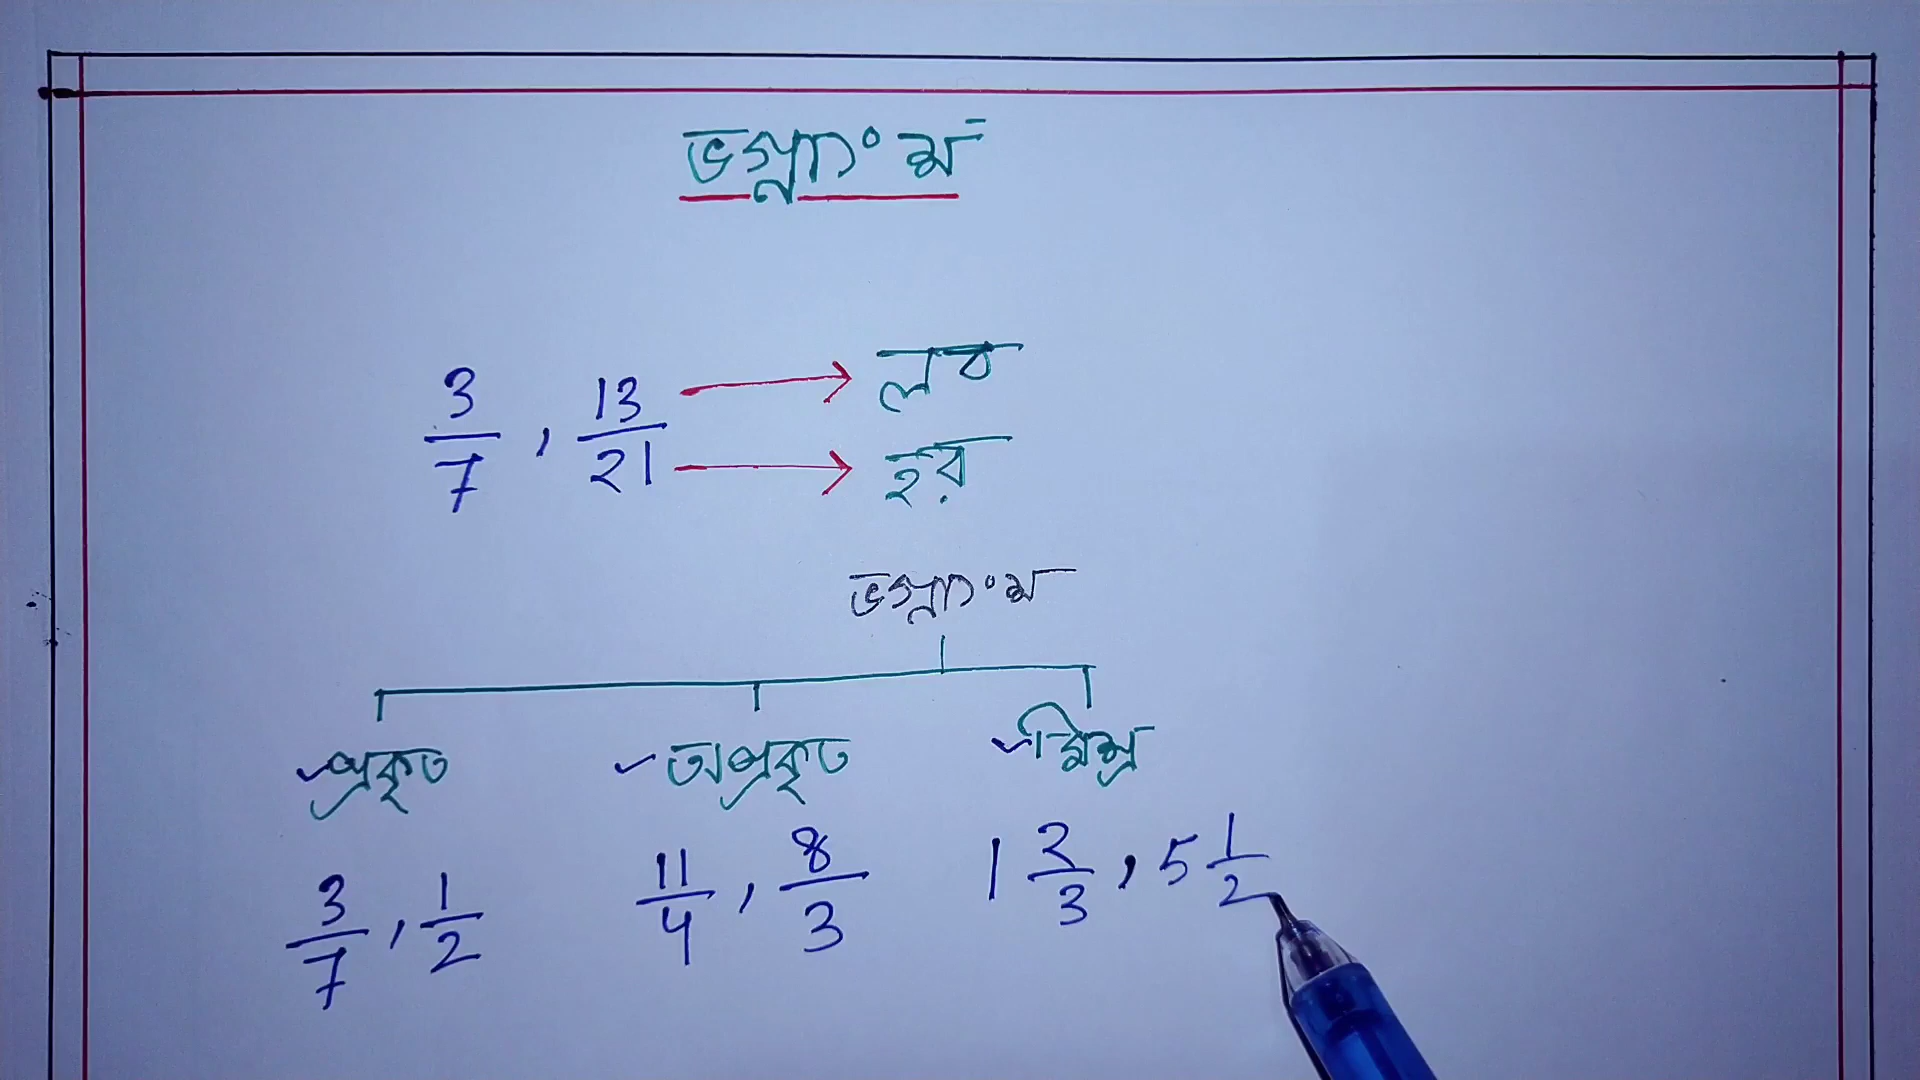 ভগ্নাংশ
3/7 , 13/21 → লব
→ হর
ভগ্নাংশ
✓প্রকৃত ✓অপ্রকৃত ✓মিশ্র
3/7 , 1/2 11/4 , 8/3 1 2/3 , 5 1/2